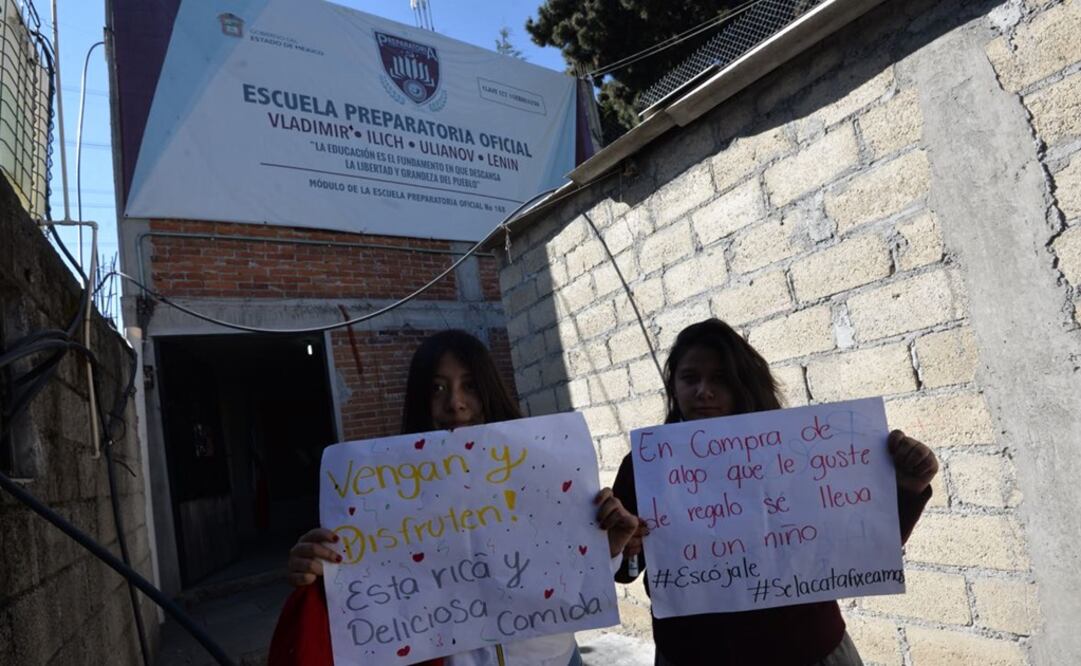 GOBIERNO DEL
ESTADO DE MÉXICO
PREPARATORIA
ESCUELA PREPARATORIA OFICIAL
VLADIMIR • ILICH • ULIANOV • LENIN
"LA EDUCACIÓN ES EL FUNDAMENTO EN QUE DESCANSA
LA LIBERTAD Y GRANDEZA DEL PUEBLO"
MÓDULO DE LA ESCUELA PREPARATORIA OFICIAL No 168
Vengan y
Disfruten!
Esta rica y
Deliciosa
Comida
En Compra de
algo que le guste
de regalo se lleva
a un niño
#Escójale
#Selacatafixeamos